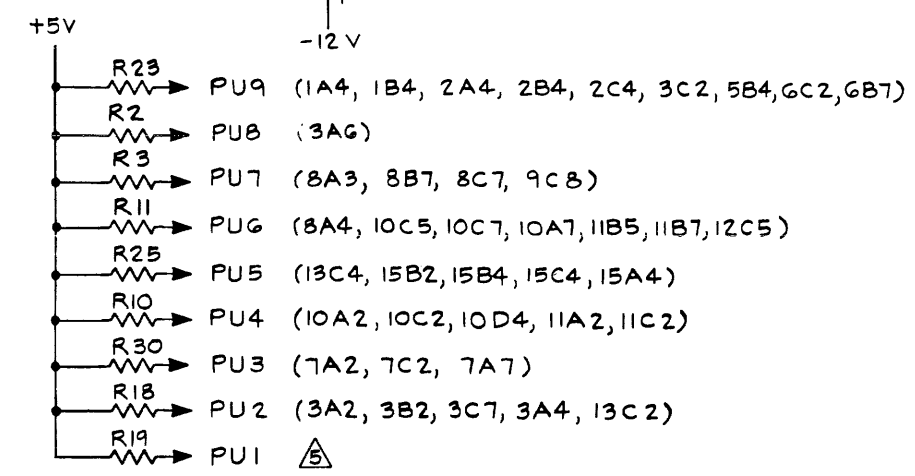 +5V
-12 V
R23 PU9 (1A4, 1B4, 2A4, 2B4, 2C4, 3C2, 5B4, 6C2, 6B7)
R2 PU8 (3A6)
R3 PU7 (8A3, 8B7, 8C7, 9C8)
R11 PU6 (8A4, 10C5, 10C7, 10A7, 11B5, 11B7, 12C5)
R25 PU5 (13C4, 15B2, 15B4, 15C4, 15A4)
R10 PU4 (10A2, 10C2, 10D4, 11A2, 11C2)
R30 PU3 (7A2, 7C2, 7A7)
R18 PU2 (3A2, 3B2, 3C7, 3A4, 13C2)
R19 PU1 5